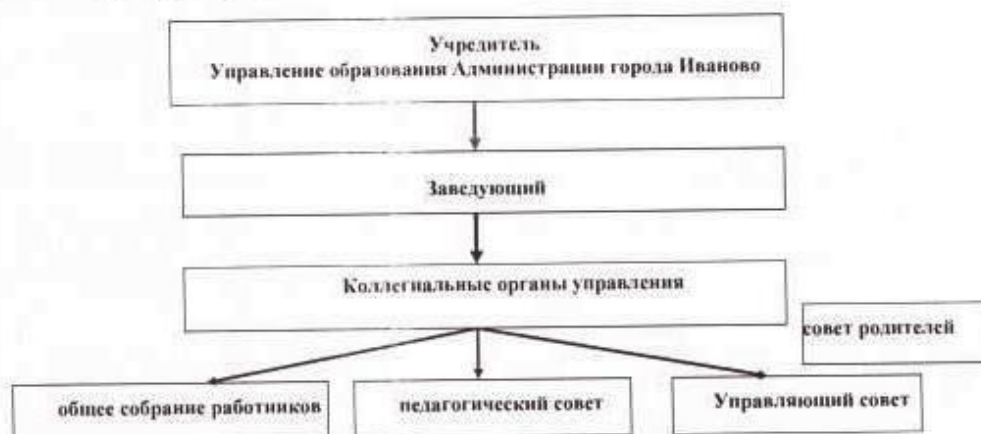 Учредитель
Управление образования Администрации города Иваново
Заведующий
Коллегиальные органы управления
совет родителей
общее собрание работников
педагогический совет
Управляющий совет